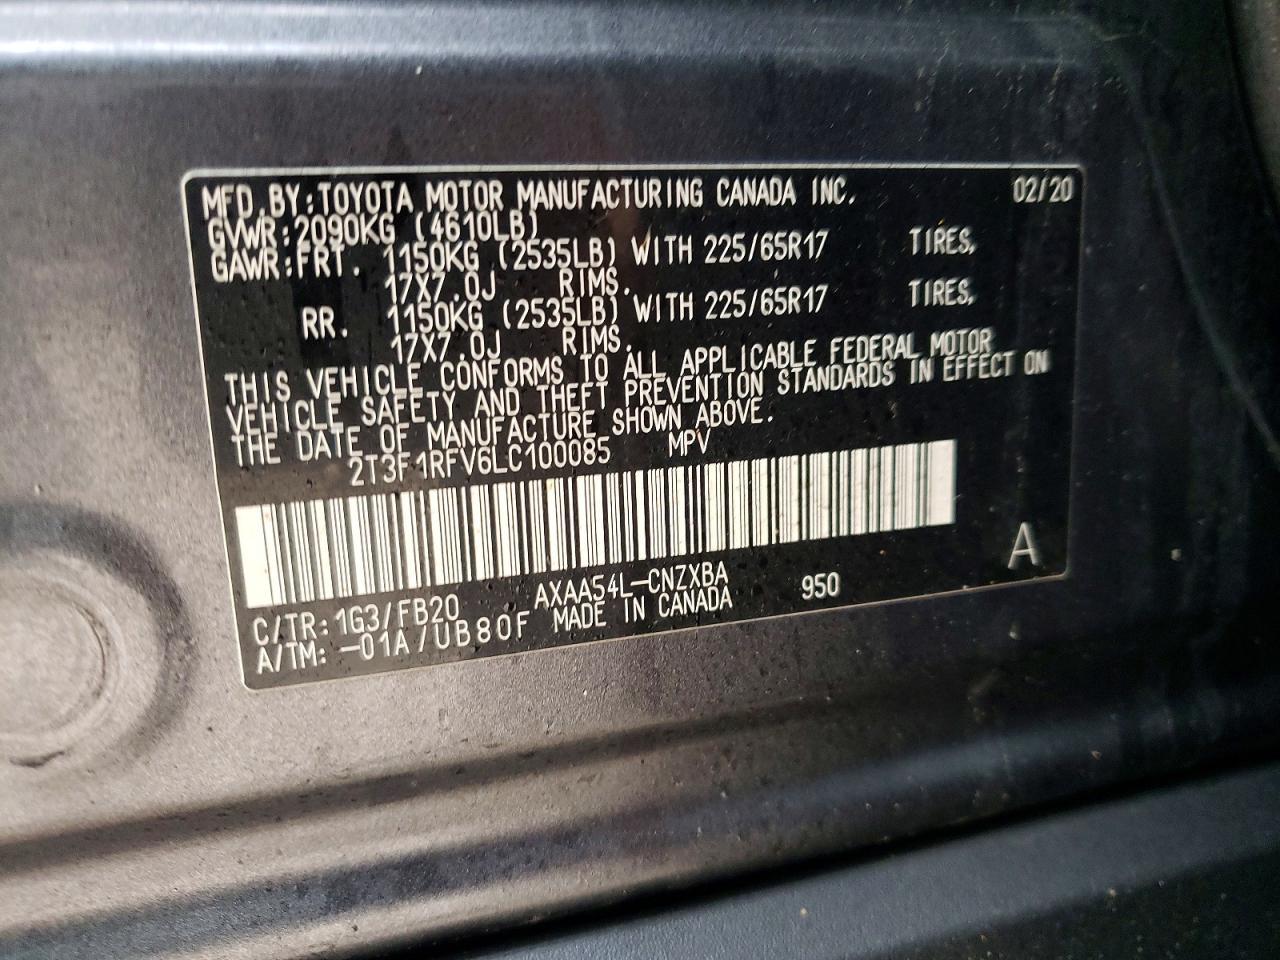 MFD.BY:TOYOTA MOTOR MANUFACTURING CANADA INC. 02/20
GVWR:2090KG (4610LB)
GAWR:FRT. 1150KG (2535LB) WITH 225/65R17 TIRES,
17X7.0J RIMS.
RR. 1150KG (2535LB) WITH 225/65R17 TIRES,
17X7.0J RIMS.
THIS VEHICLE CONFORMS TO ALL APPLICABLE FEDERAL MOTOR
VEHICLE SAFETY AND THEFT PREVENTION STANDARDS IN EFFECT ON
THE DATE OF MANUFACTURE SHOWN ABOVE.
2T3F1RFV6LC100085 MPV
A
C/TR: 1G3/FB20 AXAA54L-CNZXBA 950
A/TM: -01A/UB80F MADE IN CANADA